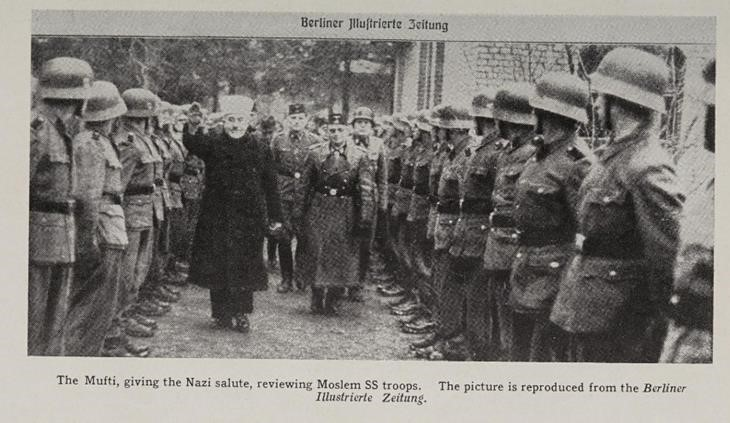 Berliner Illustrierte Zeitung
The Mufti, giving the Nazi salute, reviewing Moslem SS troops. The picture is reproduced from the Berliner
Illustrierte Zeitung.